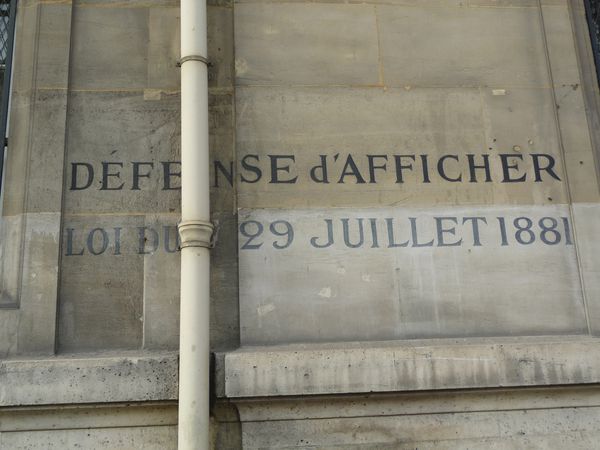 DÉFENSE d'AFFICHER
LOI DU 29 JUILLET 1881